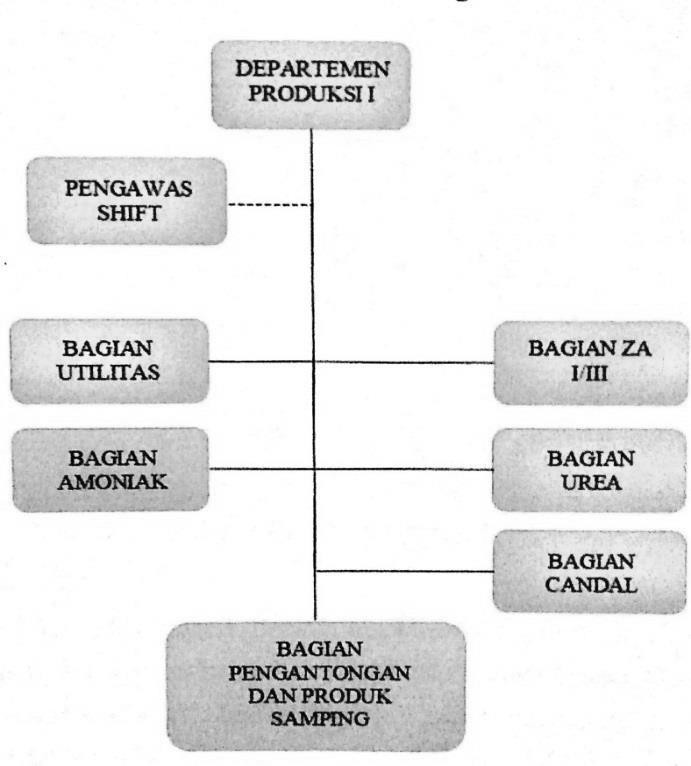 DEPARTEMEN
PRODUKSI I
PENGAWAS
SHIFT
BAGIAN
UTILITAS
BAGIAN ZA
I/III
BAGIAN
AMONIAK
BAGIAN
UREA
BAGIAN
CANDAL
BAGIAN
PENGANTONGAN
DAN PRODUK
SAMPING